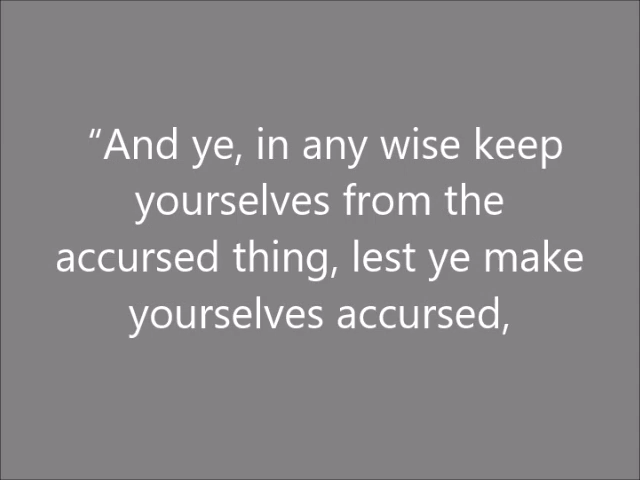 “And ye, in any wise keep
yourselves from the
accursed thing, lest ye make
yourselves accursed,